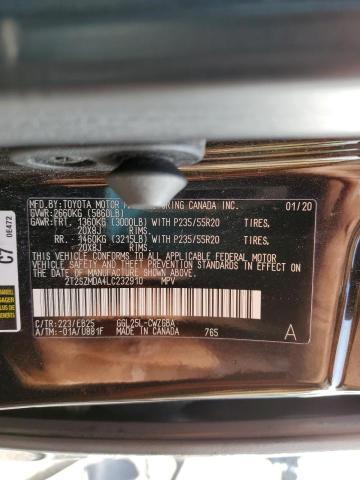 MFD.BY:TOYOTA MOTOR MANUFACTURING CANADA INC. 01/20
GVWR:2660KG (5860LB)
GAWR:FRT. 1360KG (3000LB) WITH P235/55R20 TIRES,
20X8J RIMS.
RR. - 1460KG (3215LB) WITH P235/55R20 TIRES,
20X8J RIMS.
THIS VEHICLE CONFORMS TO ALL APPLICABLE FEDERAL MOTOR
VEHICLE SAFETY AND BUMPER STANDARDS IN EFFECT ON
THE DATE OF MANUFACTURE SHOWN ABOVE.
2T2SZMDA4LC232910 MPV
C/TR:223/EB25 GGL25L-CWZGBA
A/TM:-01A/U881F MADE IN CANADA 765 A
0E472
C7